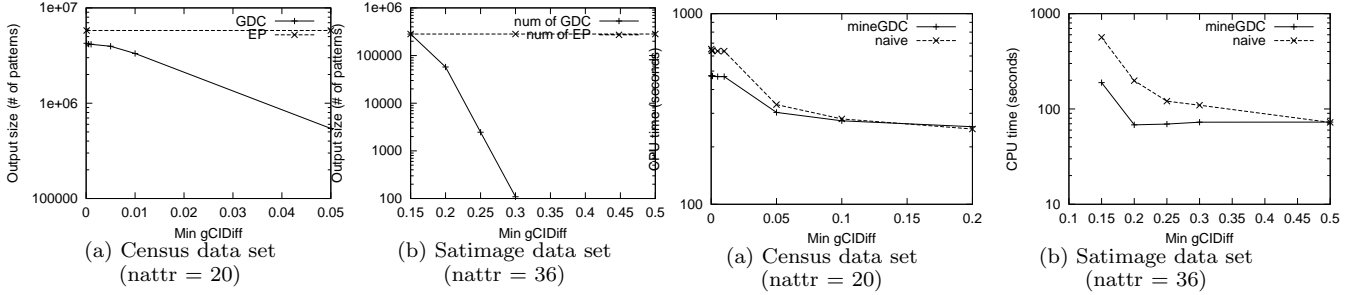 Output size (# of patterns)
1e+07
1e+06
100000
0 0.01 0.02 0.03 0.04 0.05
Min gCIDiff
GDC
EP
(a) Census data set
(nattr = 20)
Output size (# of patterns)
1e+06
100000
10000
1000
100
0.15 0.2 0.25 0.3 0.35 0.4 0.45 0.5
Min gCIDiff
num of GDC
num of EP
(b) Satimage data set
(nattr = 36)
CPU time (seconds)
1000
100
0 0.05 0.1 0.15 0.2
Min gCIDiff
mineGDC
naive
(a) Census data set
(nattr = 20)
CPU time (seconds)
1000
100
10
0.1 0.15 0.2 0.25 0.3 0.35 0.4 0.45 0.5
Min gCIDiff
mineGDC
naive
(b) Satimage data set
(nattr = 36)